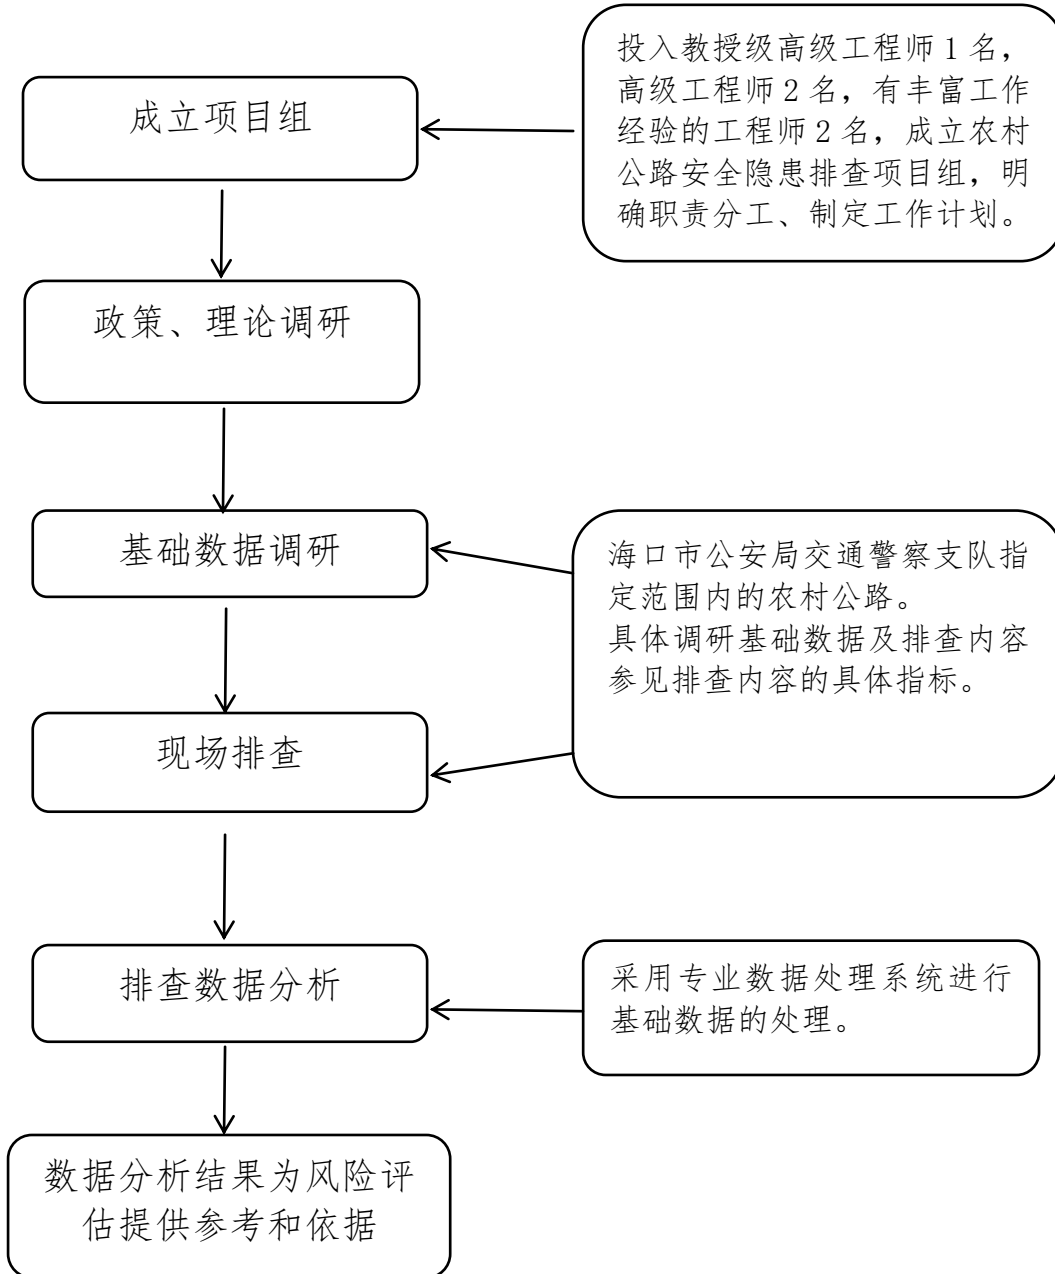 成立项目组
投入教授级高级工程师1名，
高级工程师2名，有丰富工作
经验的工程师2名，成立农村
公路安全隐患排查项目组，明
确职责分工、制定工作计划。
政策、理论调研
基础数据调研
海口市公安局交通警察支队指
定范围内的农村公路。
具体调研基础数据及排查内容
参见排查内容的具体指标。
现场排查
排查数据分析
采用专业数据处理系统进行
基础数据的处理。
数据分析结果为风险评
估提供参考和依据